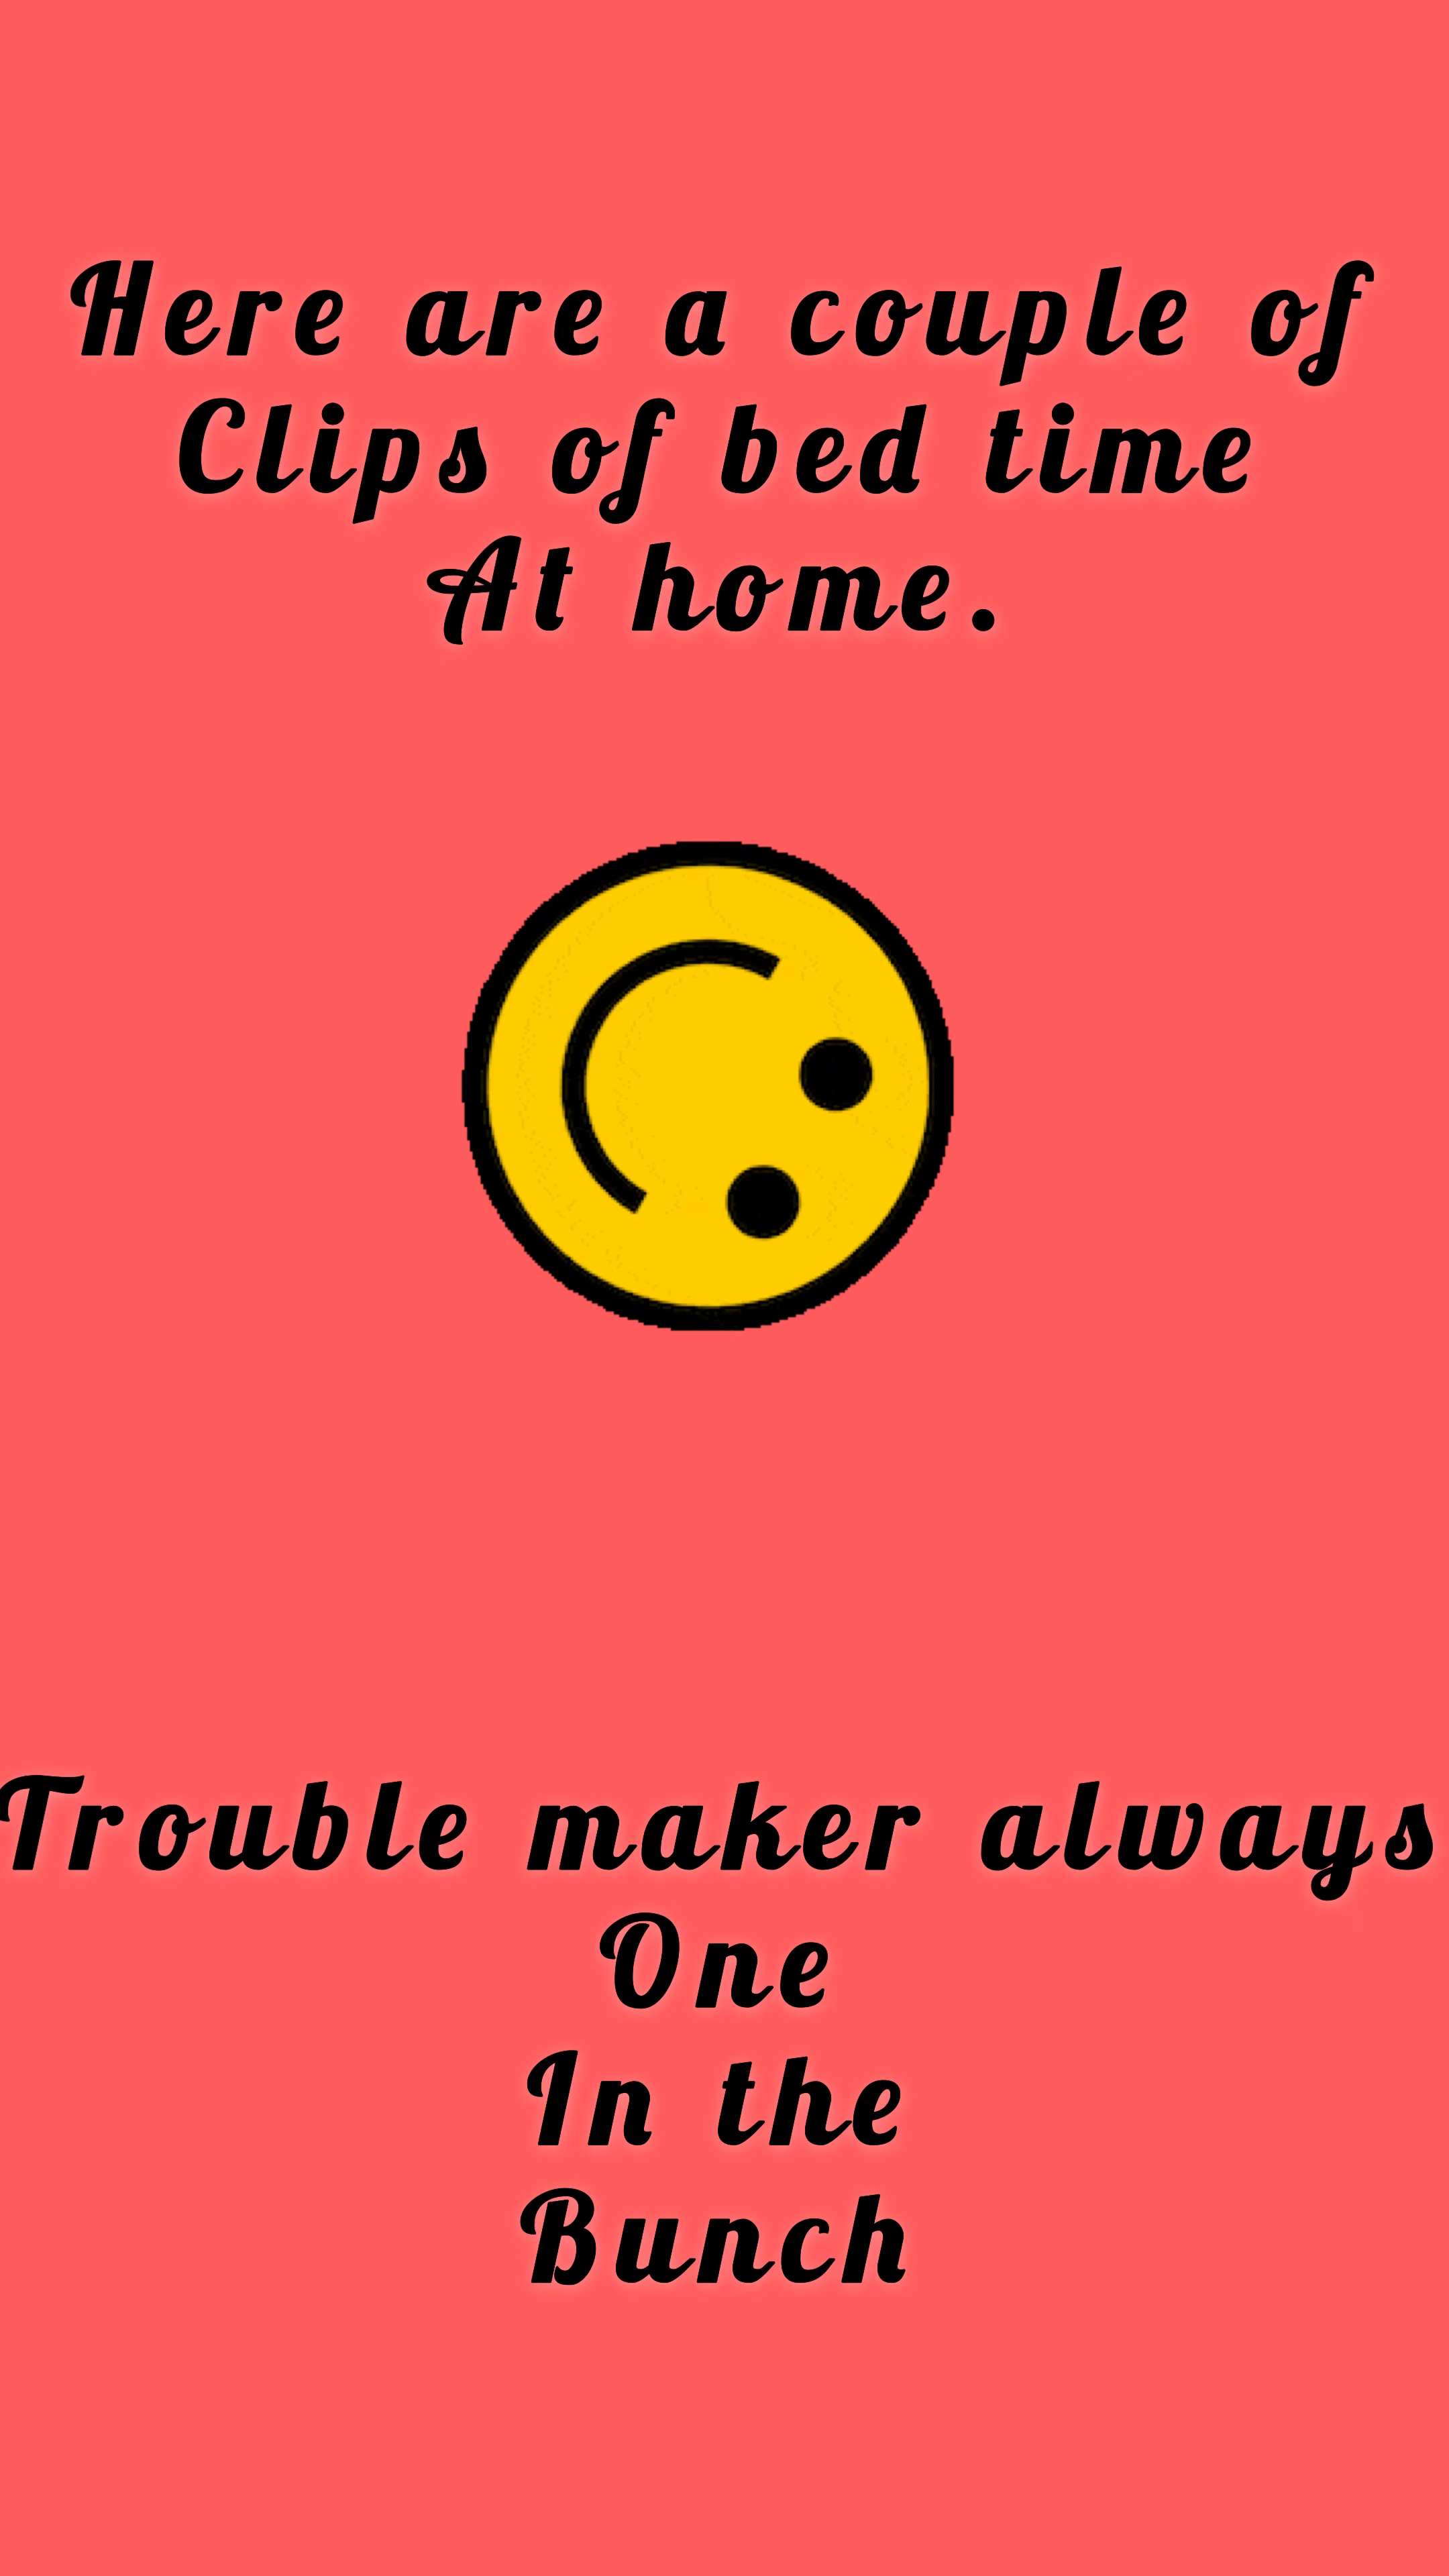 Here are a couple of
Clips of bed time
At home.
Trouble maker always
One
In the
Bunch